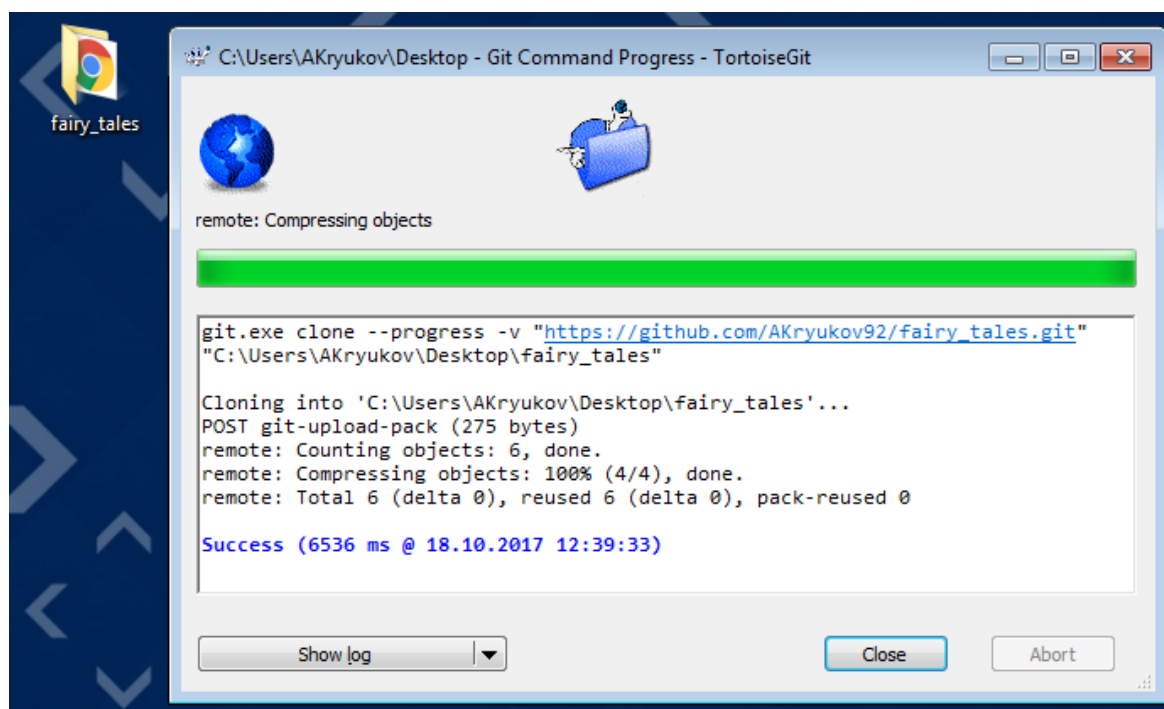 fairy_tales
C:\Users\AKryukov\Desktop - Git Command Progress - TortoiseGit
remote: Compressing objects
git.exe clone --progress -v "https://github.com/AKryukov92/fairy_tales.git"
"C:\Users\AKryukov\Desktop\fairy_tales"
Cloning into 'C:\Users\AKryukov\Desktop\fairy_tales'...
POST git-upload-pack (275 bytes)
remote: Counting objects: 6, done.
remote: Compressing objects: 100% (4/4), done.
remote: Total 6 (delta 0), reused 6 (delta 0), pack-reused 0
Success (6536 ms @ 18.10.2017 12:39:33)
Show log
Close
Abort